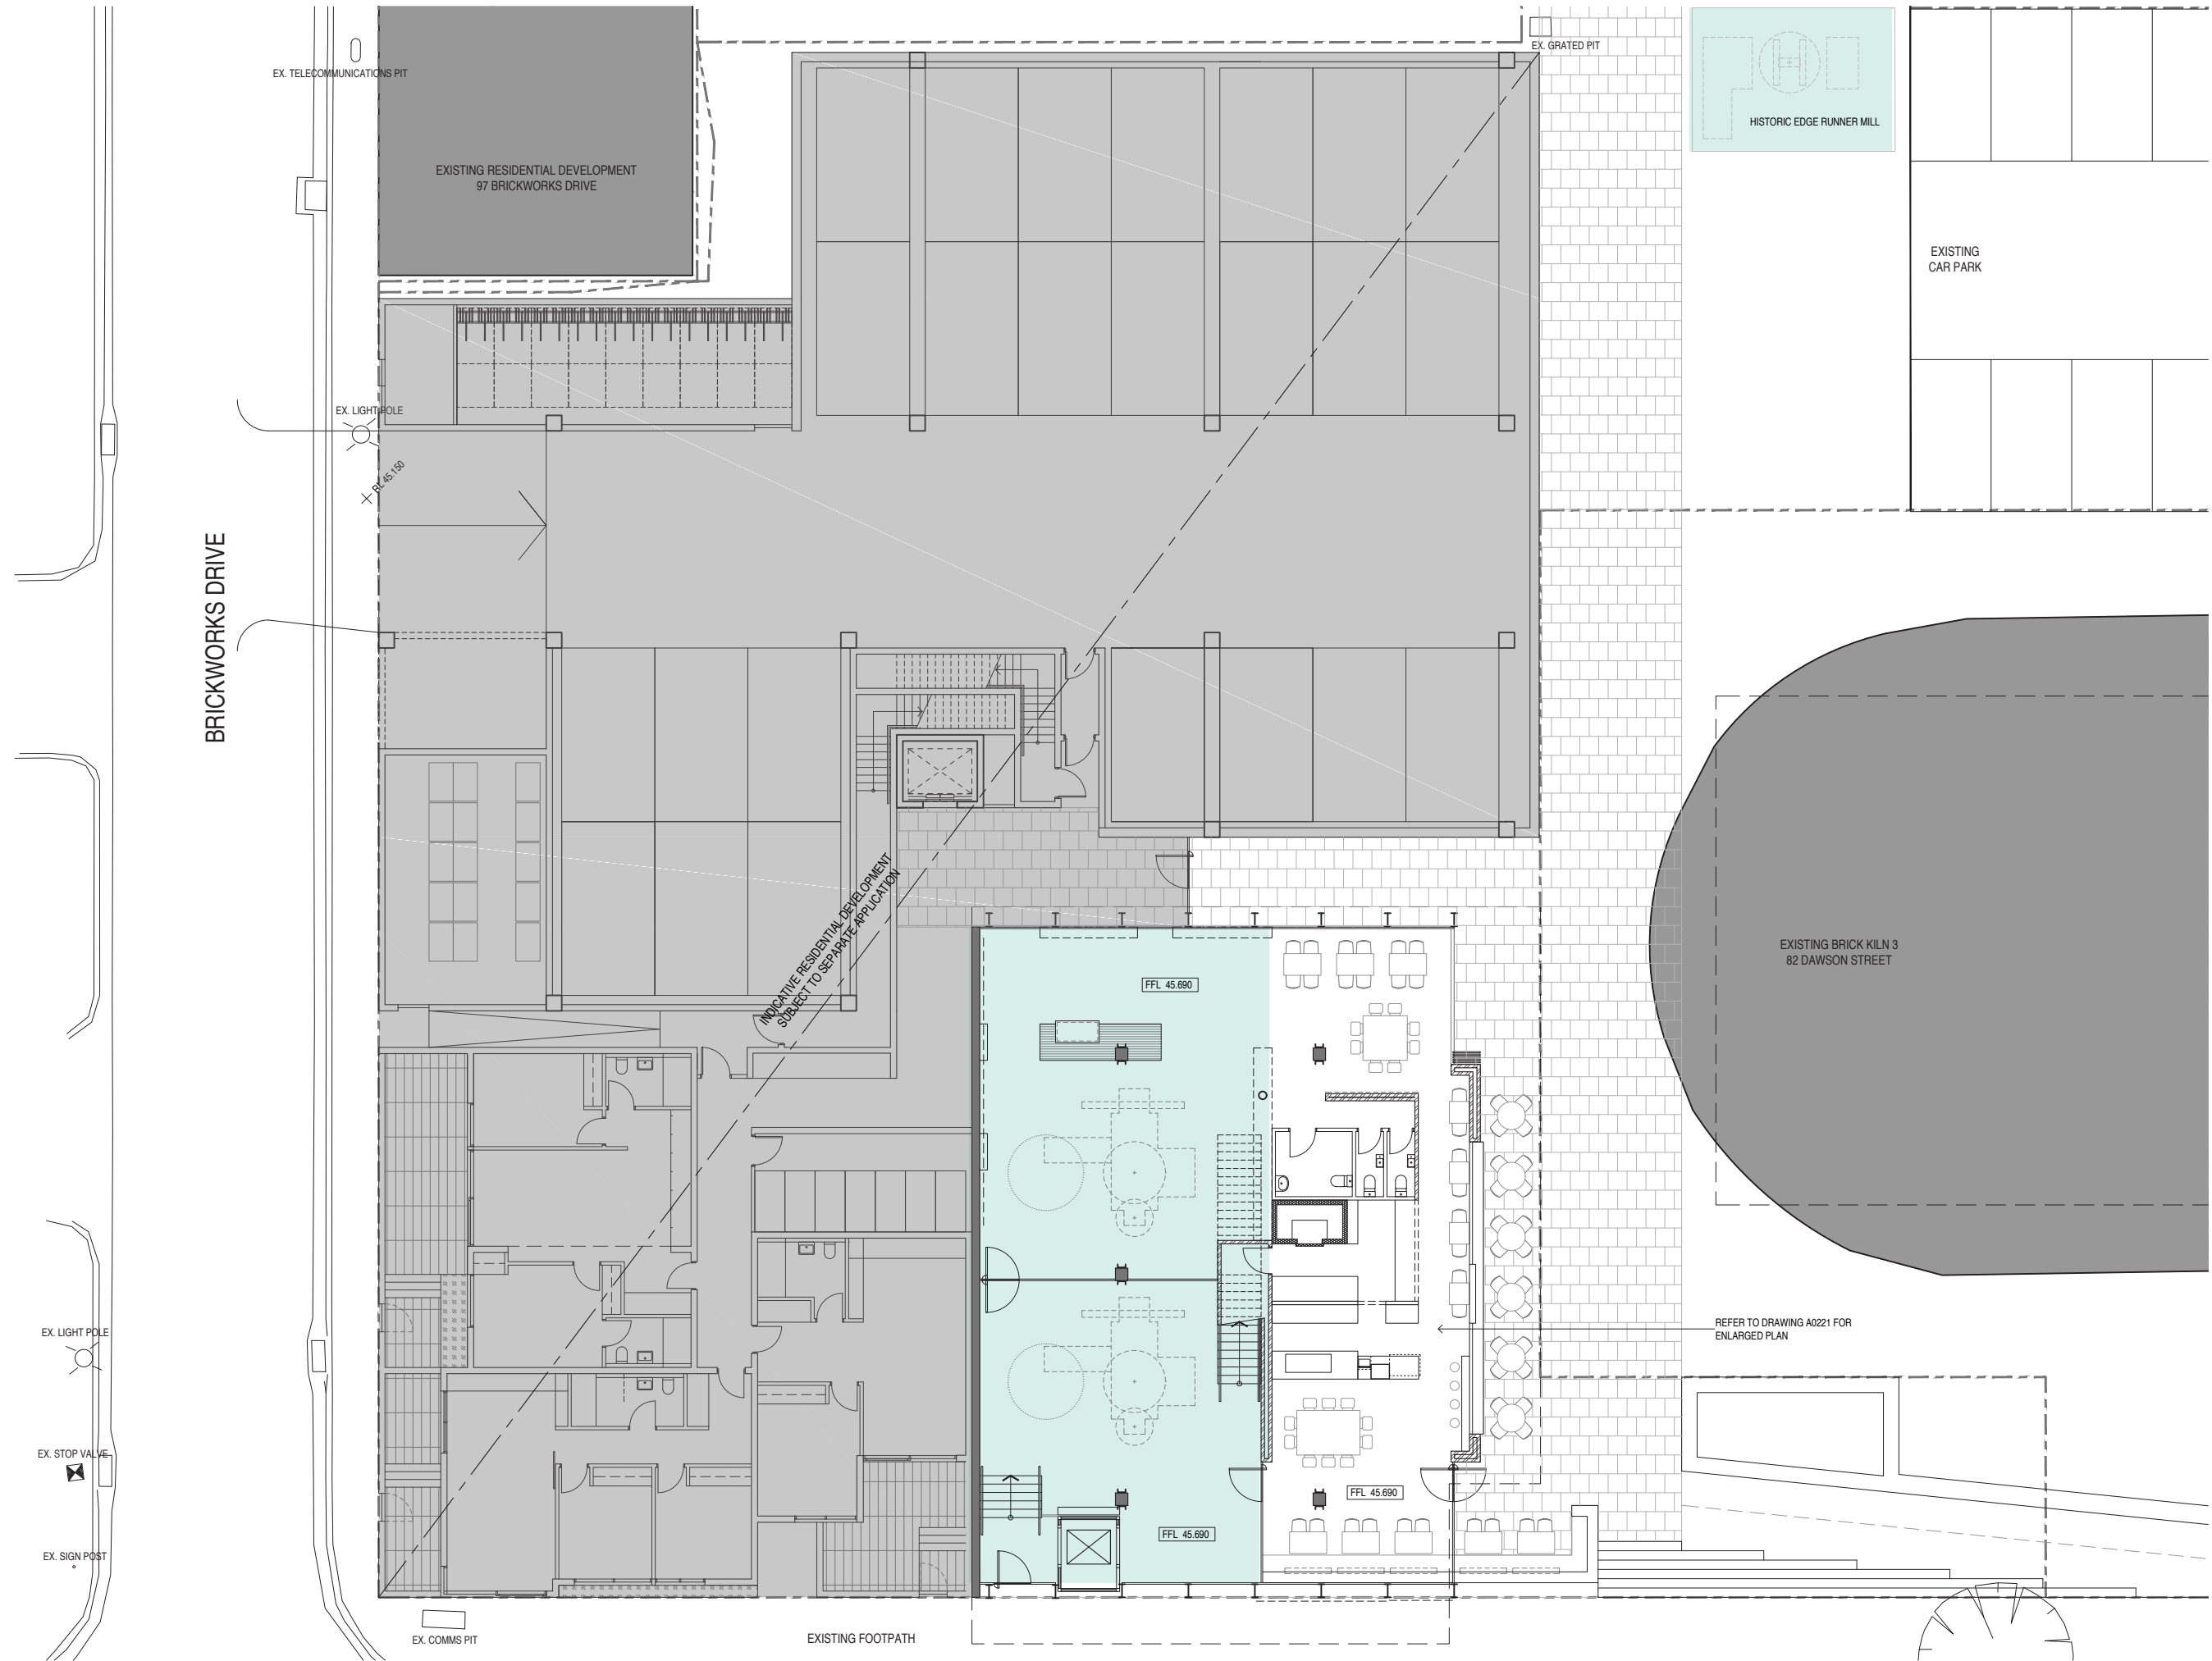 EX. GRATED PIT
EX. TELECOMMUNICATIONS PIT
HISTORIC EDGE RUNNER MILL
EXISTING RESIDENTIAL DEVELOPMENT
97 BRICKWORKS DRIVE
EXISTING
CAR PARK
EX. LIGHT POLE
RL 45.150
BRICKWORKS DRIVE
INDICATIVE RESIDENTIAL DEVELOPMENT
SUBJECT TO SEPARATE APPLICATION
EXISTING BRICK KILN 3
82 DAWSON STREET
FFL 45.690
EX. LIGHT POLE
REFER TO DRAWING A0221 FOR
ENLARGED PLAN
EX. STOP VALVE
FFL 45.690
FFL 45.690
EX. SIGN POST
EX. COMMS PIT
EXISTING FOOTPATH